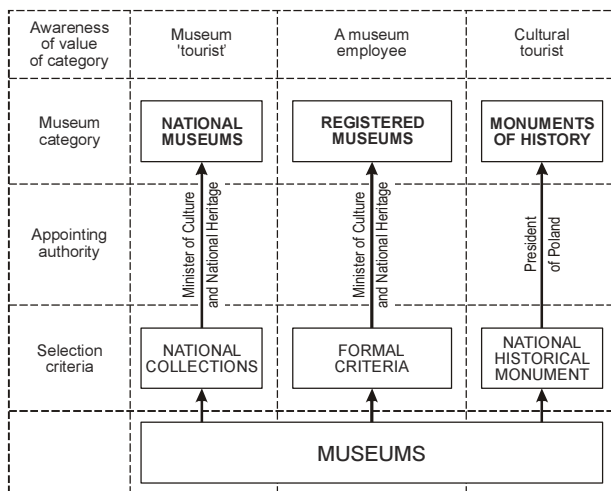 Awareness
of value
of category
Museum
'tourist'
A museum
employee
Cultural
tourist
Museum
category
NATIONAL
MUSEUMS
REGISTERED
MUSEUMS
MONUMENTS
OF HISTORY
Appointing
authority
Minister of Culture
and National Heritage
Minister of Culture
and National Heritage
President
of Poland
Selection
criteria
NATIONAL
COLLECTIONS
FORMAL
CRITERIA
NATIONAL
HISTORICAL
MONUMENT
MUSEUMS